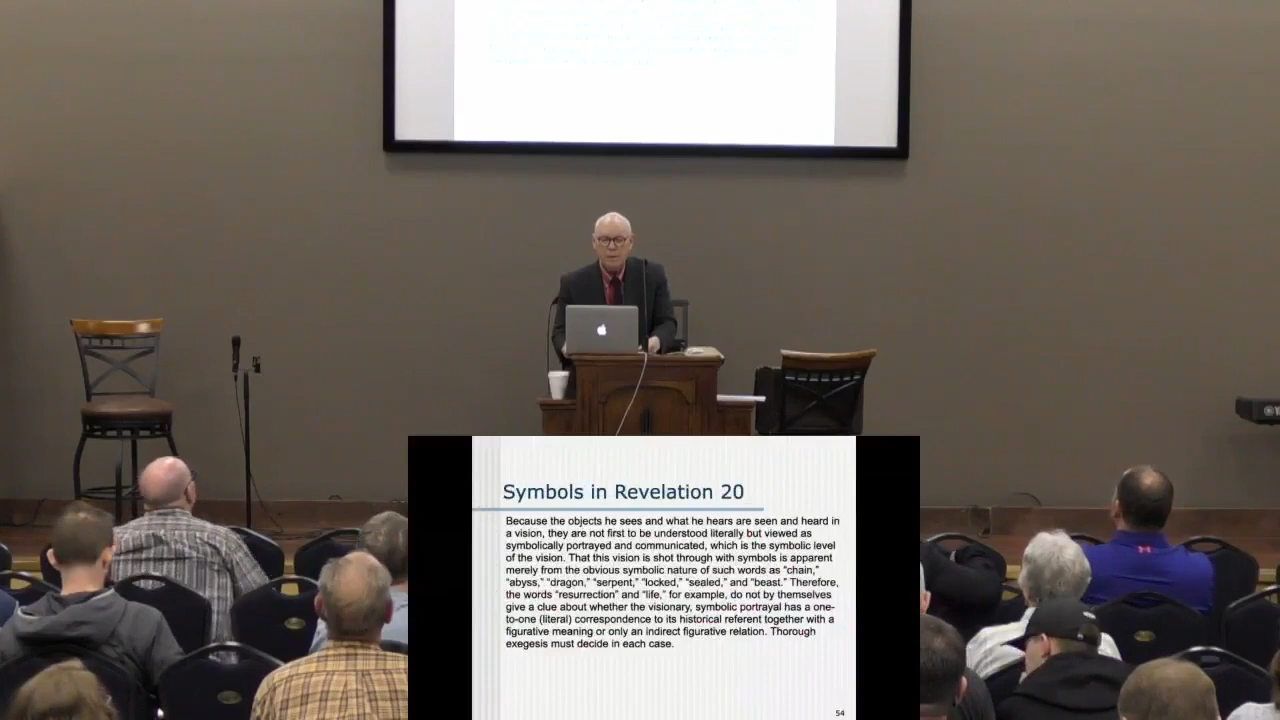 Symbols in Revelation 20
Because the objects he sees and what he hears are seen and heard in
a vision, they are not first to be understood literally but viewed as
symbolically portrayed and communicated, which is the symbolic level
of the vision. That this vision is shot through with symbols is apparent
merely from the obvious symbolic nature of such words as “chain,”
“abyss,” “dragon,” “serpent,” “locked,” “sealed,” and “beast.” Therefore,
the words “resurrection” and “life,” for example, do not by themselves
give a clue about whether the visionary, symbolic portrayal has a one-
to-one (literal) correspondence to its historical referent together with a
figurative meaning or only an indirect figurative relation. Thorough
exegesis must decide in each case.
54